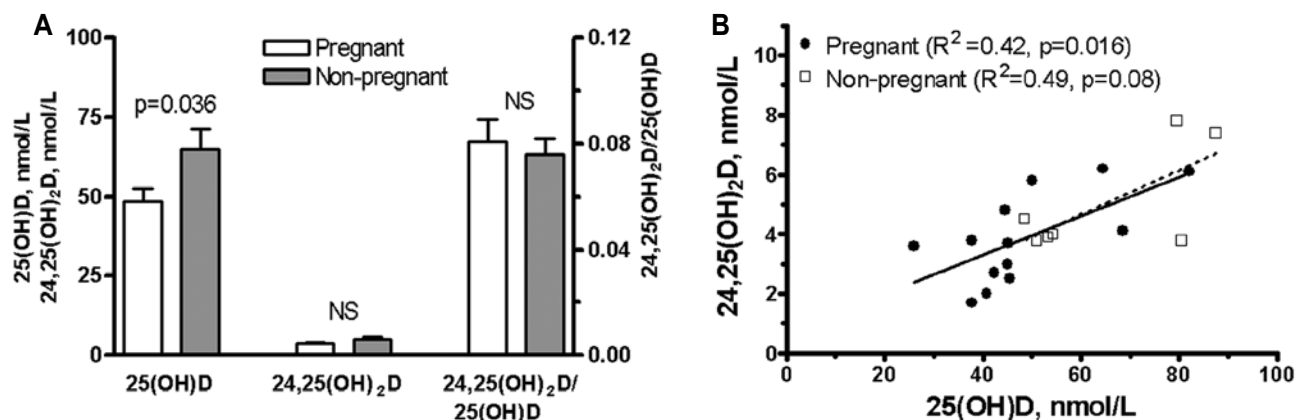 A
25(OH)D, nmol/L
24,25(OH)₂D, nmol/L
100
75
50
25
0
Pregnant
Non-pregnant
p=0.036
NS
NS
0.12
0.08
0.04
0.00
24,25(OH)₂D/25(OH)D
25(OH)D
24,25(OH)₂D
24,25(OH)₂D/
25(OH)D
B
24,25(OH)₂D, nmol/L
10
8
6
4
2
0
Pregnant (R²=0.42, p=0.016)
Non-pregnant (R²=0.49, p=0.08)
0 20 40 60 80 100
25(OH)D, nmol/L